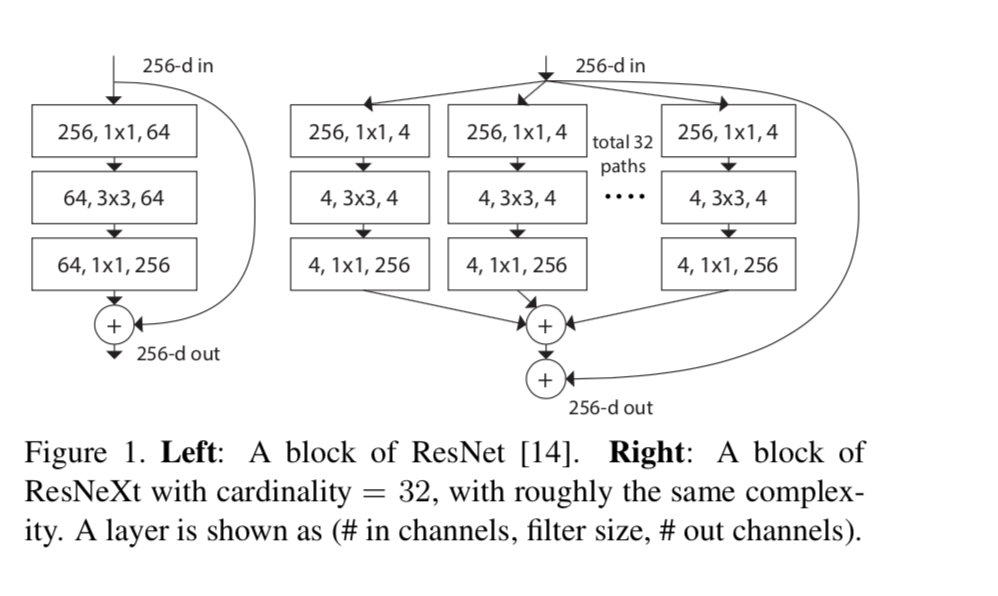 256-d in
256, 1x1, 64
64, 3x3, 64
64, 1x1, 256
+
256-d out
256-d in
256, 1x1, 4
256, 1x1, 4
total 32
paths
256, 1x1, 4
4, 3x3, 4
4, 3x3, 4
....
4, 3x3, 4
4, 1x1, 256
4, 1x1, 256
4, 1x1, 256
+
+
256-d out
Figure 1. Left: A block of ResNet [14]. Right: A block of
ResNeXt with cardinality = 32, with roughly the same complex-
ity. A layer is shown as (# in channels, filter size, # out channels).